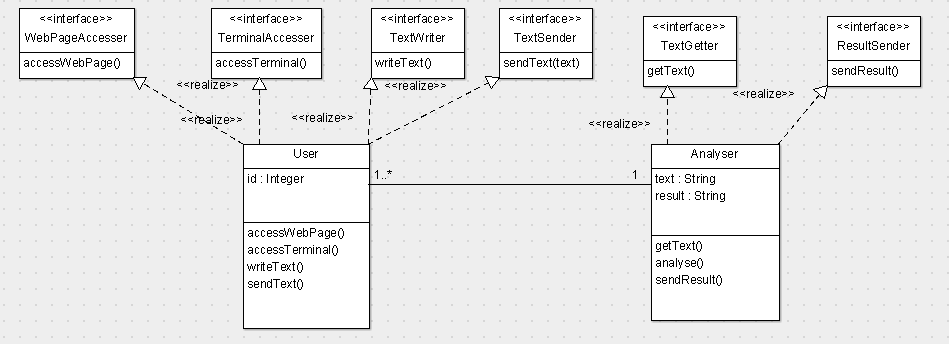 <<interface>>
WebPageAccesser
accessWebPage()
<<interface>>
TerminalAccesser
accessTerminal()
<<interface>>
TextWriter
writeText()
<<interface>>
TextSender
sendText(text)
<<interface>>
TextGetter
getText()
<<interface>>
ResultSender
sendResult()
<<realize>>
<<realize>>
<<realize>>
<<realize>>
<<realize>>
<<realize>>
User
id : Integer
accessWebPage()
accessTerminal()
writeText()
sendText()
1..*
1
Analyser
text : String
result : String
getText()
analyse()
sendResult()